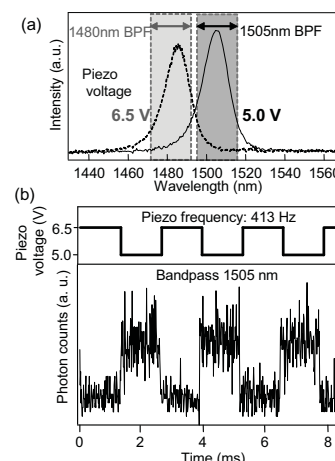 (a)
1480nm BPF
1505nm BPF
Intensity (a.u.)
Piezo
voltage
6.5 V
5.0 V
1440 1460 1480 1500 1520 1540 1560
Wavelength (nm)
(b)
Piezo
voltage (V)
6.5
5.0
Piezo frequency: 413 Hz
Photon counts (a. u.)
Bandpass 1505 nm
0 2 4 6 8
Time (ms)